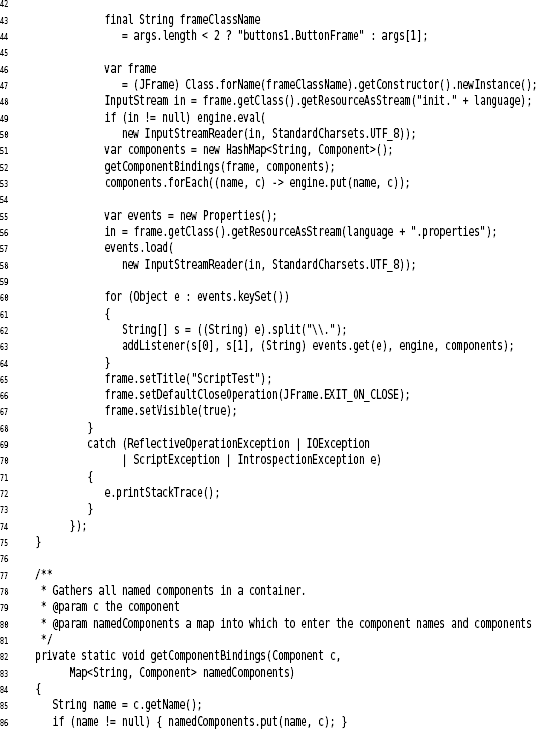 42
43 final String frameClassName
44 = args.length < 2 ? "buttons1.ButtonFrame" : args[1];
45
46 var frame
47 = (JFrame) Class.forName(frameClassName).getConstructor().newInstance();
48 InputStream in = frame.getClass().getResourceAsStream("init." + language);
49 if (in != null) engine.eval(
50 new InputStreamReader(in, StandardCharsets.UTF_8));
51 var components = new HashMap<String, Component>();
52 getComponentBindings(frame, components);
53 components.forEach((name, c) -> engine.put(name, c));
54
55 var events = new Properties();
56 in = frame.getClass().getResourceAsStream(language + ".properties");
57 events.load(
58 new InputStreamReader(in, StandardCharsets.UTF_8));
59
60 for (Object e : events.keySet())
61 {
62 String[] s = ((String) e).split("\\.");
63 addListener(s[0], s[1], (String) events.get(e), engine, components);
64 }
65 frame.setTitle("ScriptTest");
66 frame.setDefaultCloseOperation(JFrame.EXIT_ON_CLOSE);
67 frame.setVisible(true);
68 }
69 catch (ReflectiveOperationException | IOException
70 | ScriptException | IntrospectionException e)
71 {
72 e.printStackTrace();
73 }
74 });
75 }
76
77 /**
78 * Gathers all named components in a container.
79 * @param c the component
80 * @param namedComponents a map into which to enter the component names and components
81 */
82 private static void getComponentBindings(Component c,
83 Map<String, Component> namedComponents)
84 {
85 String name = c.getName();
86 if (name != null) { namedComponents.put(name, c); }